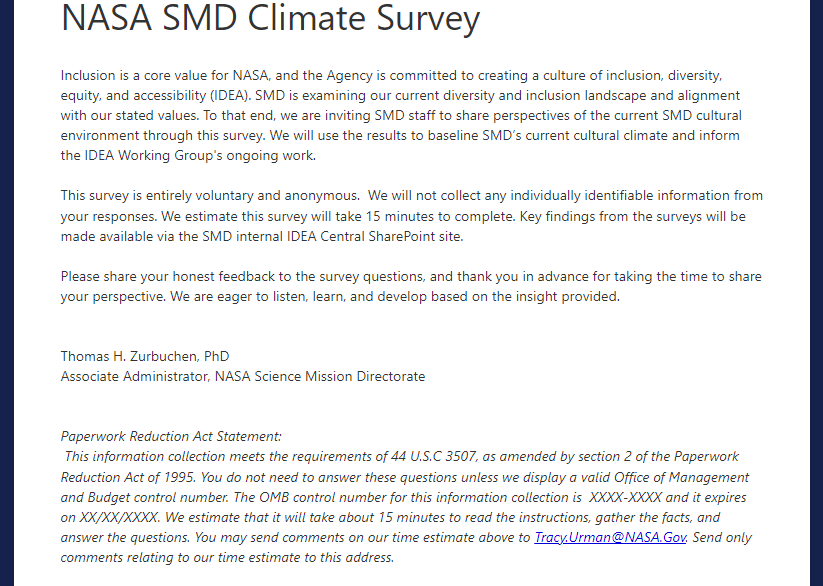 NASA SMD Climate Survey
Inclusion is a core value for NASA, and the Agency is committed to creating a culture of inclusion, diversity,
equity, and accessibility (IDEA). SMD is examining our current diversity and inclusion landscape and alignment
with our stated values. To that end, we are inviting SMD staff to share perspectives of the current SMD cultural
environment through this survey. We will use the results to baseline SMD's current cultural climate and inform
the IDEA Working Group's ongoing work.
This survey is entirely voluntary and anonymous.  We will not collect any individually identifiable information from
your responses. We estimate this survey will take 15 minutes to complete. Key findings from the surveys will be
made available via the SMD internal IDEA Central SharePoint site.
Please share your honest feedback to the survey questions, and thank you in advance for taking the time to share
your perspective. We are eager to listen, learn, and develop based on the insight provided.
Thomas H. Zurbuchen, PhD
Associate Administrator, NASA Science Mission Directorate
Paperwork Reduction Act Statement:
This information collection meets the requirements of 44 U.S.C 3507, as amended by section 2 of the Paperwork
Reduction Act of 1995. You do not need to answer these questions unless we display a valid Office of Management
and Budget control number. The OMB control number for this information collection is  XXXX-XXXX and it expires
on XX/XX/XXXX. We estimate that it will take about 15 minutes to read the instructions, gather the facts, and
answer the questions. You may send comments on our time estimate above to Tracy.Urman@NASA.Gov. Send only
comments relating to our time estimate to this address.